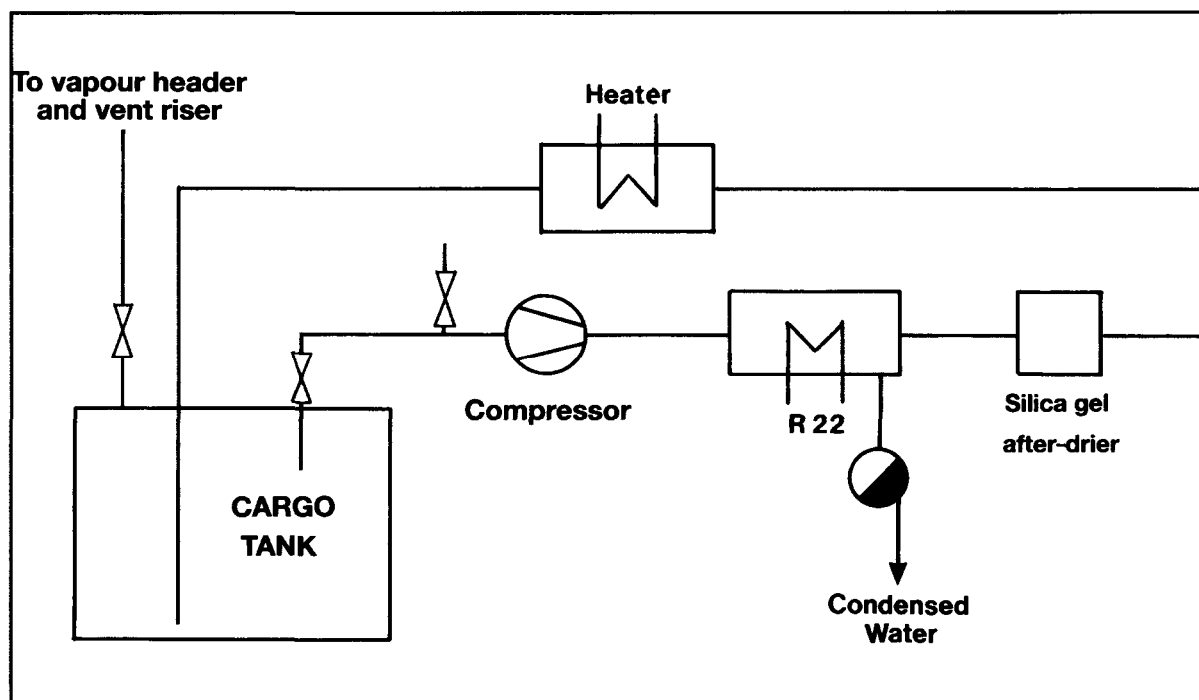 To vapour header
and vent riser
Heater
Compressor
R 22
Silica gel
after-drier
CARGO
TANK
Condensed
Water